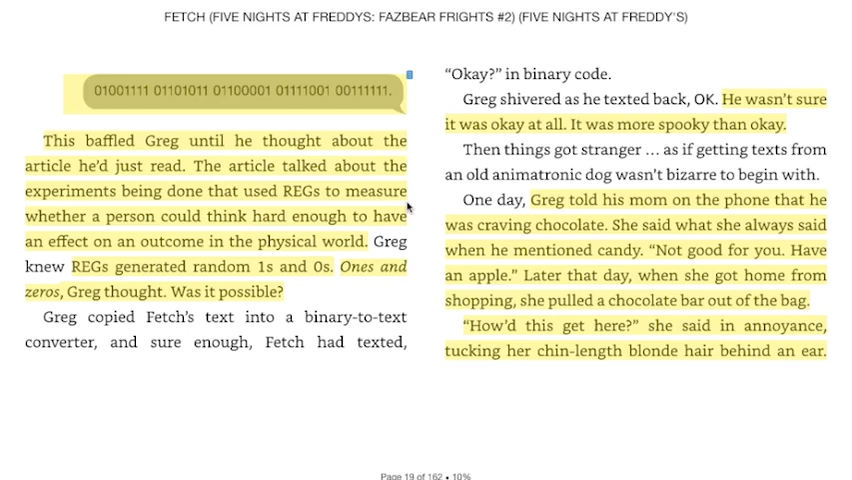 FETCH (FIVE NIGHTS AT FREDDYS: FAZBEAR FRIGHTS #2) (FIVE NIGHTS AT FREDDY'S)
01001111 01101011 01100001 01111001 00111111.
This baffled Greg until he thought about the
article he’d just read. The article talked about the
experiments being done that used REGs to measure
whether a person could think hard enough to have
an effect on an outcome in the physical world. Greg
knew REGs generated random 1s and 0s. Ones and
zeros, Greg thought. Was it possible?
Greg copied Fetch’s text into a binary-to-text
converter, and sure enough, Fetch had texted,
“Okay?” in binary code.
Greg shivered as he texted back, OK. He wasn’t sure
it was okay at all. It was more spooky than okay.
Then things got stranger … as if getting texts from
an old animatronic dog wasn’t bizarre to begin with.
One day, Greg told his mom on the phone that he
was craving chocolate. She said what she always said
when he mentioned candy. “Not good for you. Have
an apple.” Later that day, when she got home from
shopping, she pulled a chocolate bar out of the bag.
“How’d this get here?” she said in annoyance,
tucking her chin-length blonde hair behind an ear.
Page 19 of 162 • 10%